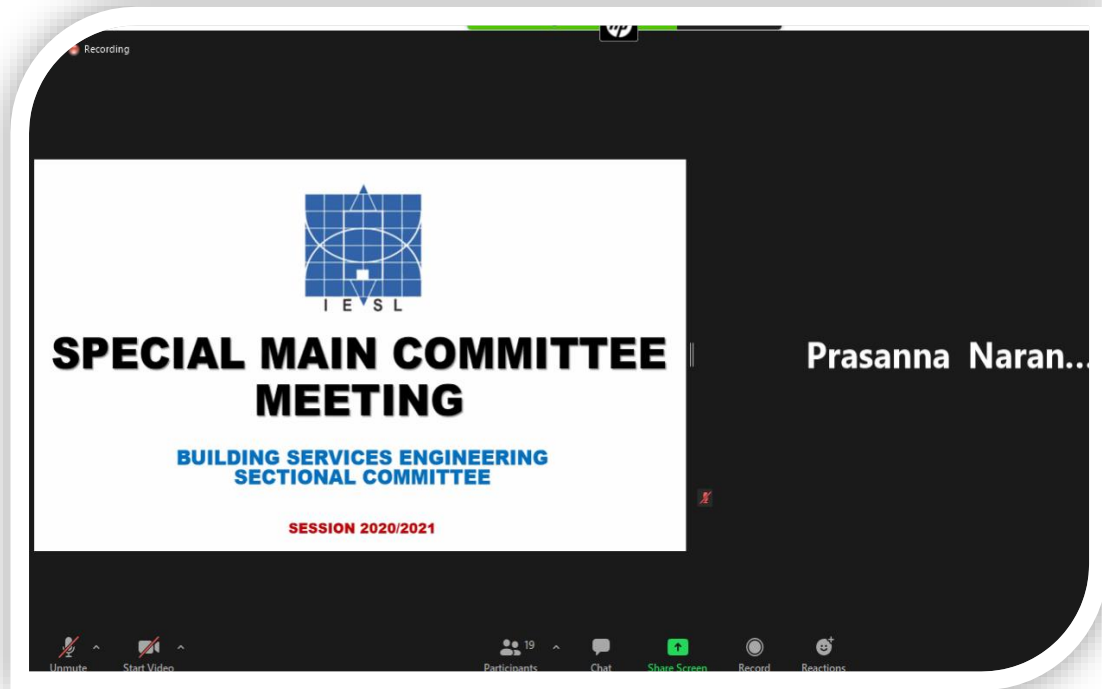 hp
Recording
IESL
SPECIAL MAIN COMMITTEE
MEETING
BUILDING SERVICES ENGINEERING
SECTIONAL COMMITTEE
SESSION 2020/2021
Prasanna Naran...
Unmute
Start Video
19
Participants
Chat
Share Screen
Record
Reactions